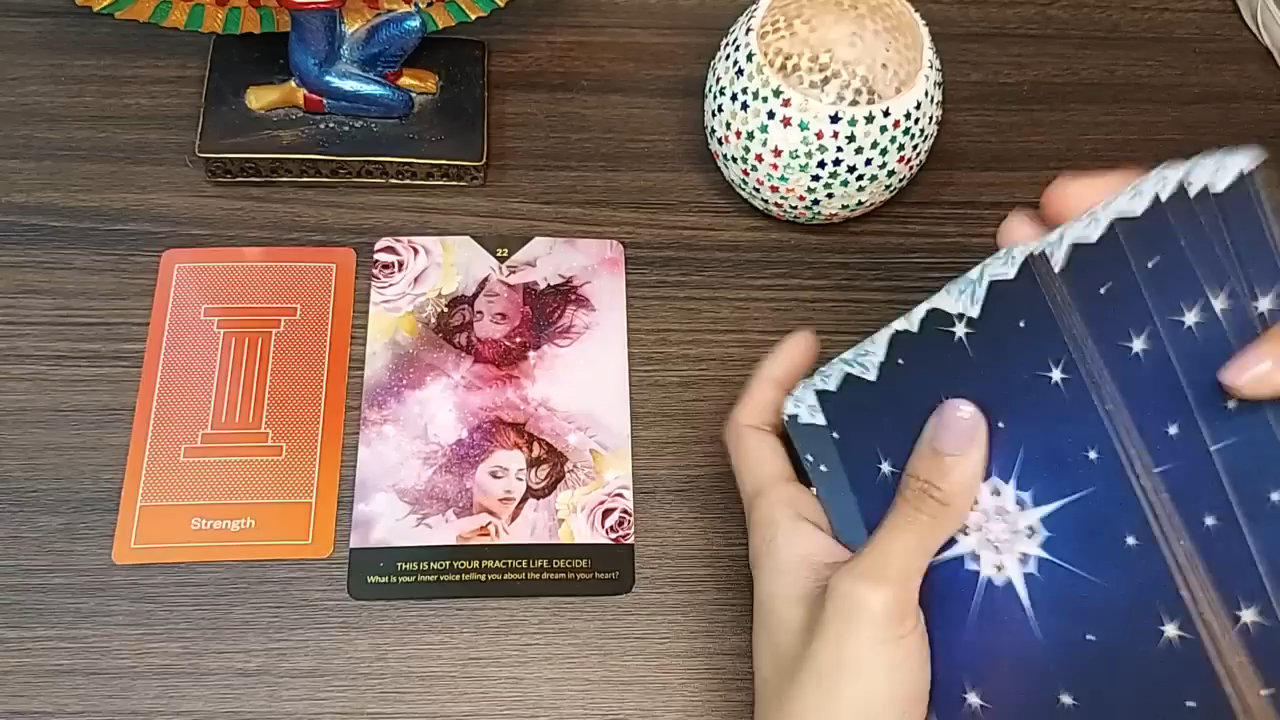 Strength
22
THIS IS NOT YOUR PRACTICE LIFE. DECIDE!
What is your inner voice telling you about the dream in your heart?